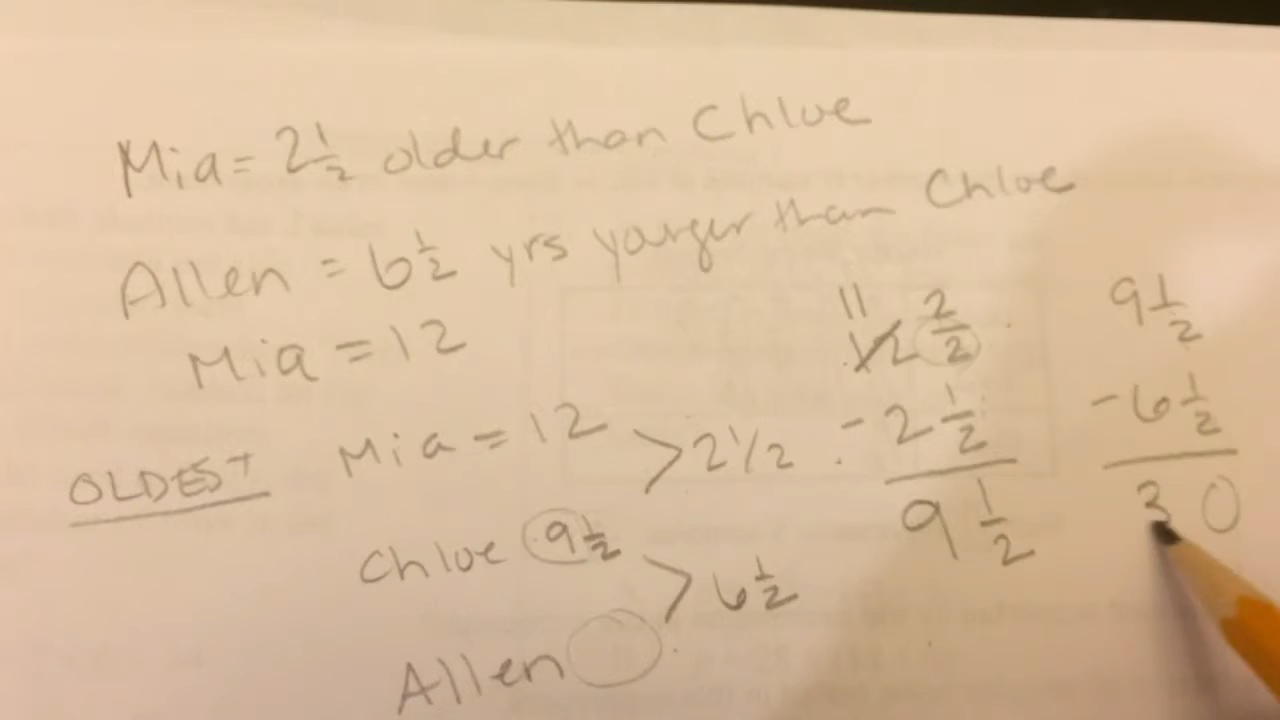 Mia = 2 1/2 older than Chloe
Allen = 6 1/2 yrs yonger than Chloe
Mia = 12
OLDEST
Mia = 12 > 2 1/2
Chloe 9 1/2 > 6 1/2
Allen
11
12 2/2
- 2 1/2
9 1/2
9 1/2
- 6 1/2
3 0